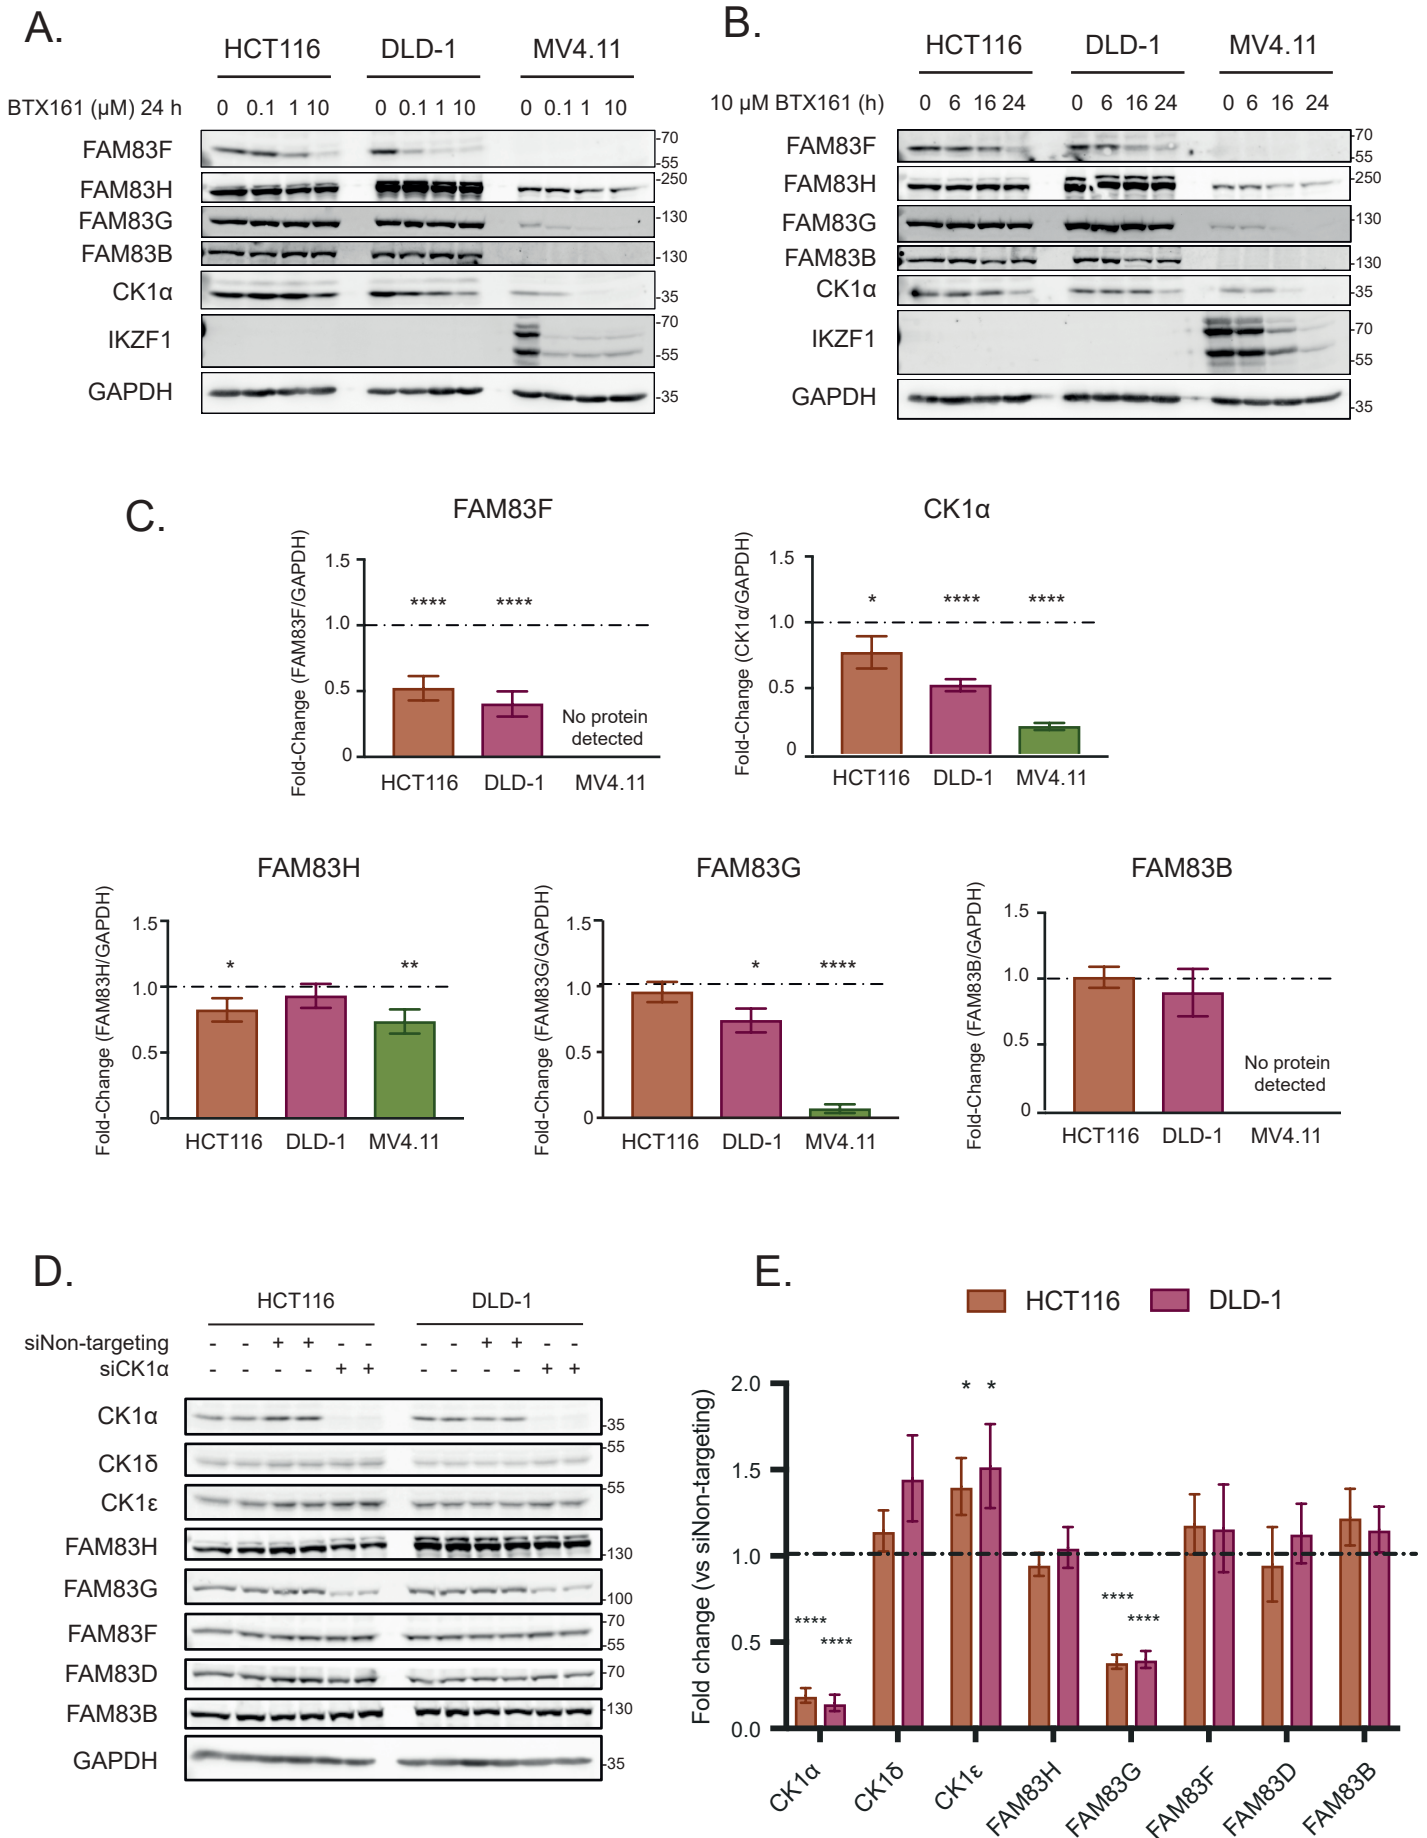 A.
HCT116 DLD-1 MV4.11
BTX161 (μM) 24 h 0 0.1 1 10 0 0.1 1 10 0 0.1 1 10
FAM83F -70
-55
FAM83H -250
FAM83G -130
FAM83B -130
CK1α -35
IKZF1 -70
-55
GAPDH -35
B.
HCT116 DLD-1 MV4.11
10 μM BTX161 (h) 0 6 16 24 0 6 16 24 0 6 16 24
FAM83F -70
-55
FAM83H -250
FAM83G -130
FAM83B -130
CK1α -35
IKZF1 -70
-55
GAPDH -35
C.
FAM83F
Fold-Change (FAM83F/GAPDH)
1.5
1.0
0.5
0
**** ****
No protein
detected
HCT116 DLD-1 MV4.11
CK1α
Fold-Change (CK1α/GAPDH)
1.5
1.0
0.5
0
* **** ****
HCT116 DLD-1 MV4.11
FAM83H
Fold-Change (FAM83H/GAPDH)
1.5
1.0
0.5
0
* **
HCT116 DLD-1 MV4.11
FAM83G
Fold-Change (FAM83G/GAPDH)
1.5
1.0
0.5
0
* ****
HCT116 DLD-1 MV4.11
FAM83B
Fold-Change (FAM83B/GAPDH)
1.5
1.0
0.5
0
No protein
detected
HCT116 DLD-1 MV4.11
D.
HCT116 DLD-1
siNon-targeting - - + + - - - - + + - -
siCK1α - - - - + + - - - - + +
CK1α -35
CK1δ -55
CK1ε -55
FAM83H -130
FAM83G -100
FAM83F -70
-55
FAM83D -70
FAM83B -130
GAPDH -35
E.
HCT116 DLD-1
Fold change (vs siNon-targeting)
2.0
1.5
1.0
0.5
0.0
**** **** * * **** ****
CK1α CK1δ CK1ε FAM83H FAM83G FAM83F FAM83D FAM83B